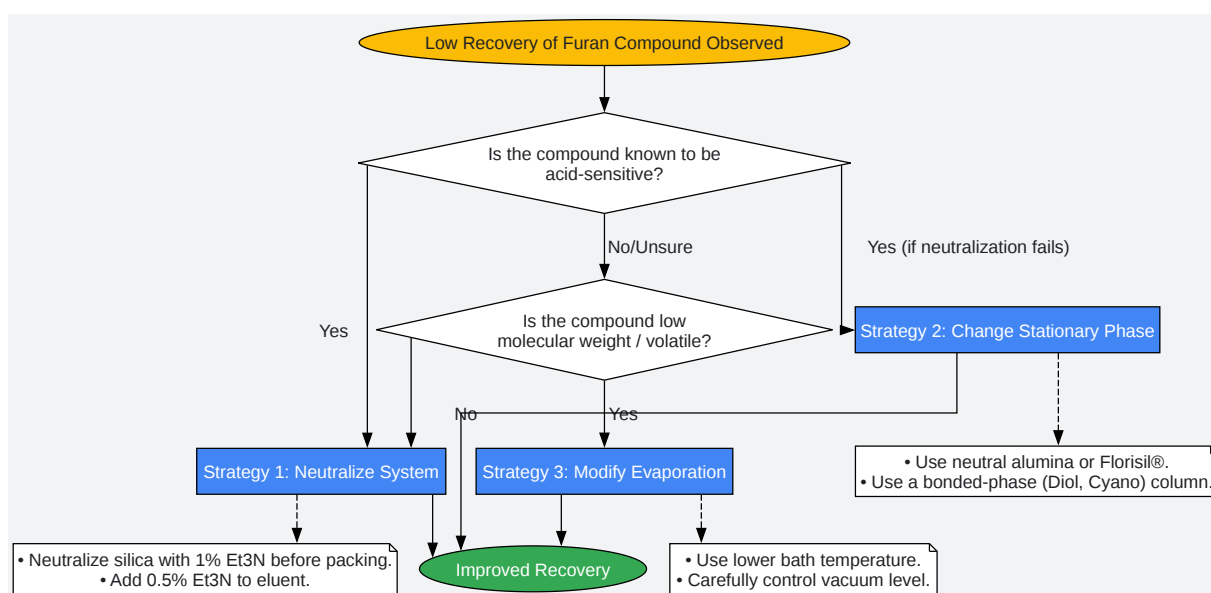 Low Recovery of Furan Compound Observed
Is the compound known to be
acid-sensitive?
No/Unsure
Yes (if neutralization fails)
Yes
Is the compound low
molecular weight / volatile?
Strategy 2: Change Stationary Phase
No
Yes
Strategy 1: Neutralize System
Strategy 3: Modify Evaporation
• Use neutral alumina or Florisil®.
• Use a bonded-phase (Diol, Cyano) column.
• Neutralize silica with 1% Et3N before packing.
• Add 0.5% Et3N to eluent.
Improved Recovery
• Use lower bath temperature.
• Carefully control vacuum level.